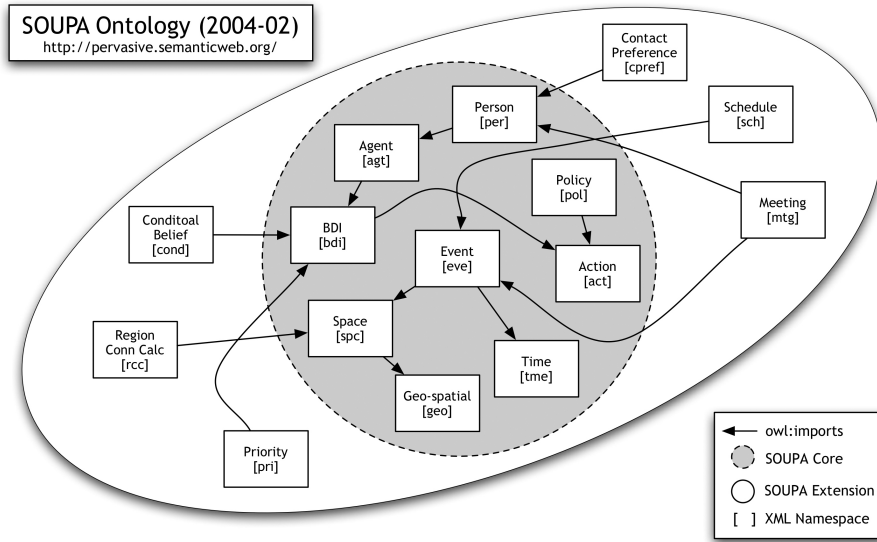 SOUPA Ontology (2004-02)
http://pervasive.semanticweb.org/
Contact
Preference
[cpref]
Person
[per]
Schedule
[sch]
Agent
[agt]
Policy
[pol]
Meeting
[mtg]
Conditoal
Belief
[cond]
BDI
[bdi]
Event
[eve]
Action
[act]
Space
[spc]
Region
Conn Calc
[rcc]
Time
[tme]
Geo-spatial
[geo]
Priority
[pri]
owl:imports
SOUPA Core
SOUPA Extension
[ ] XML Namespace